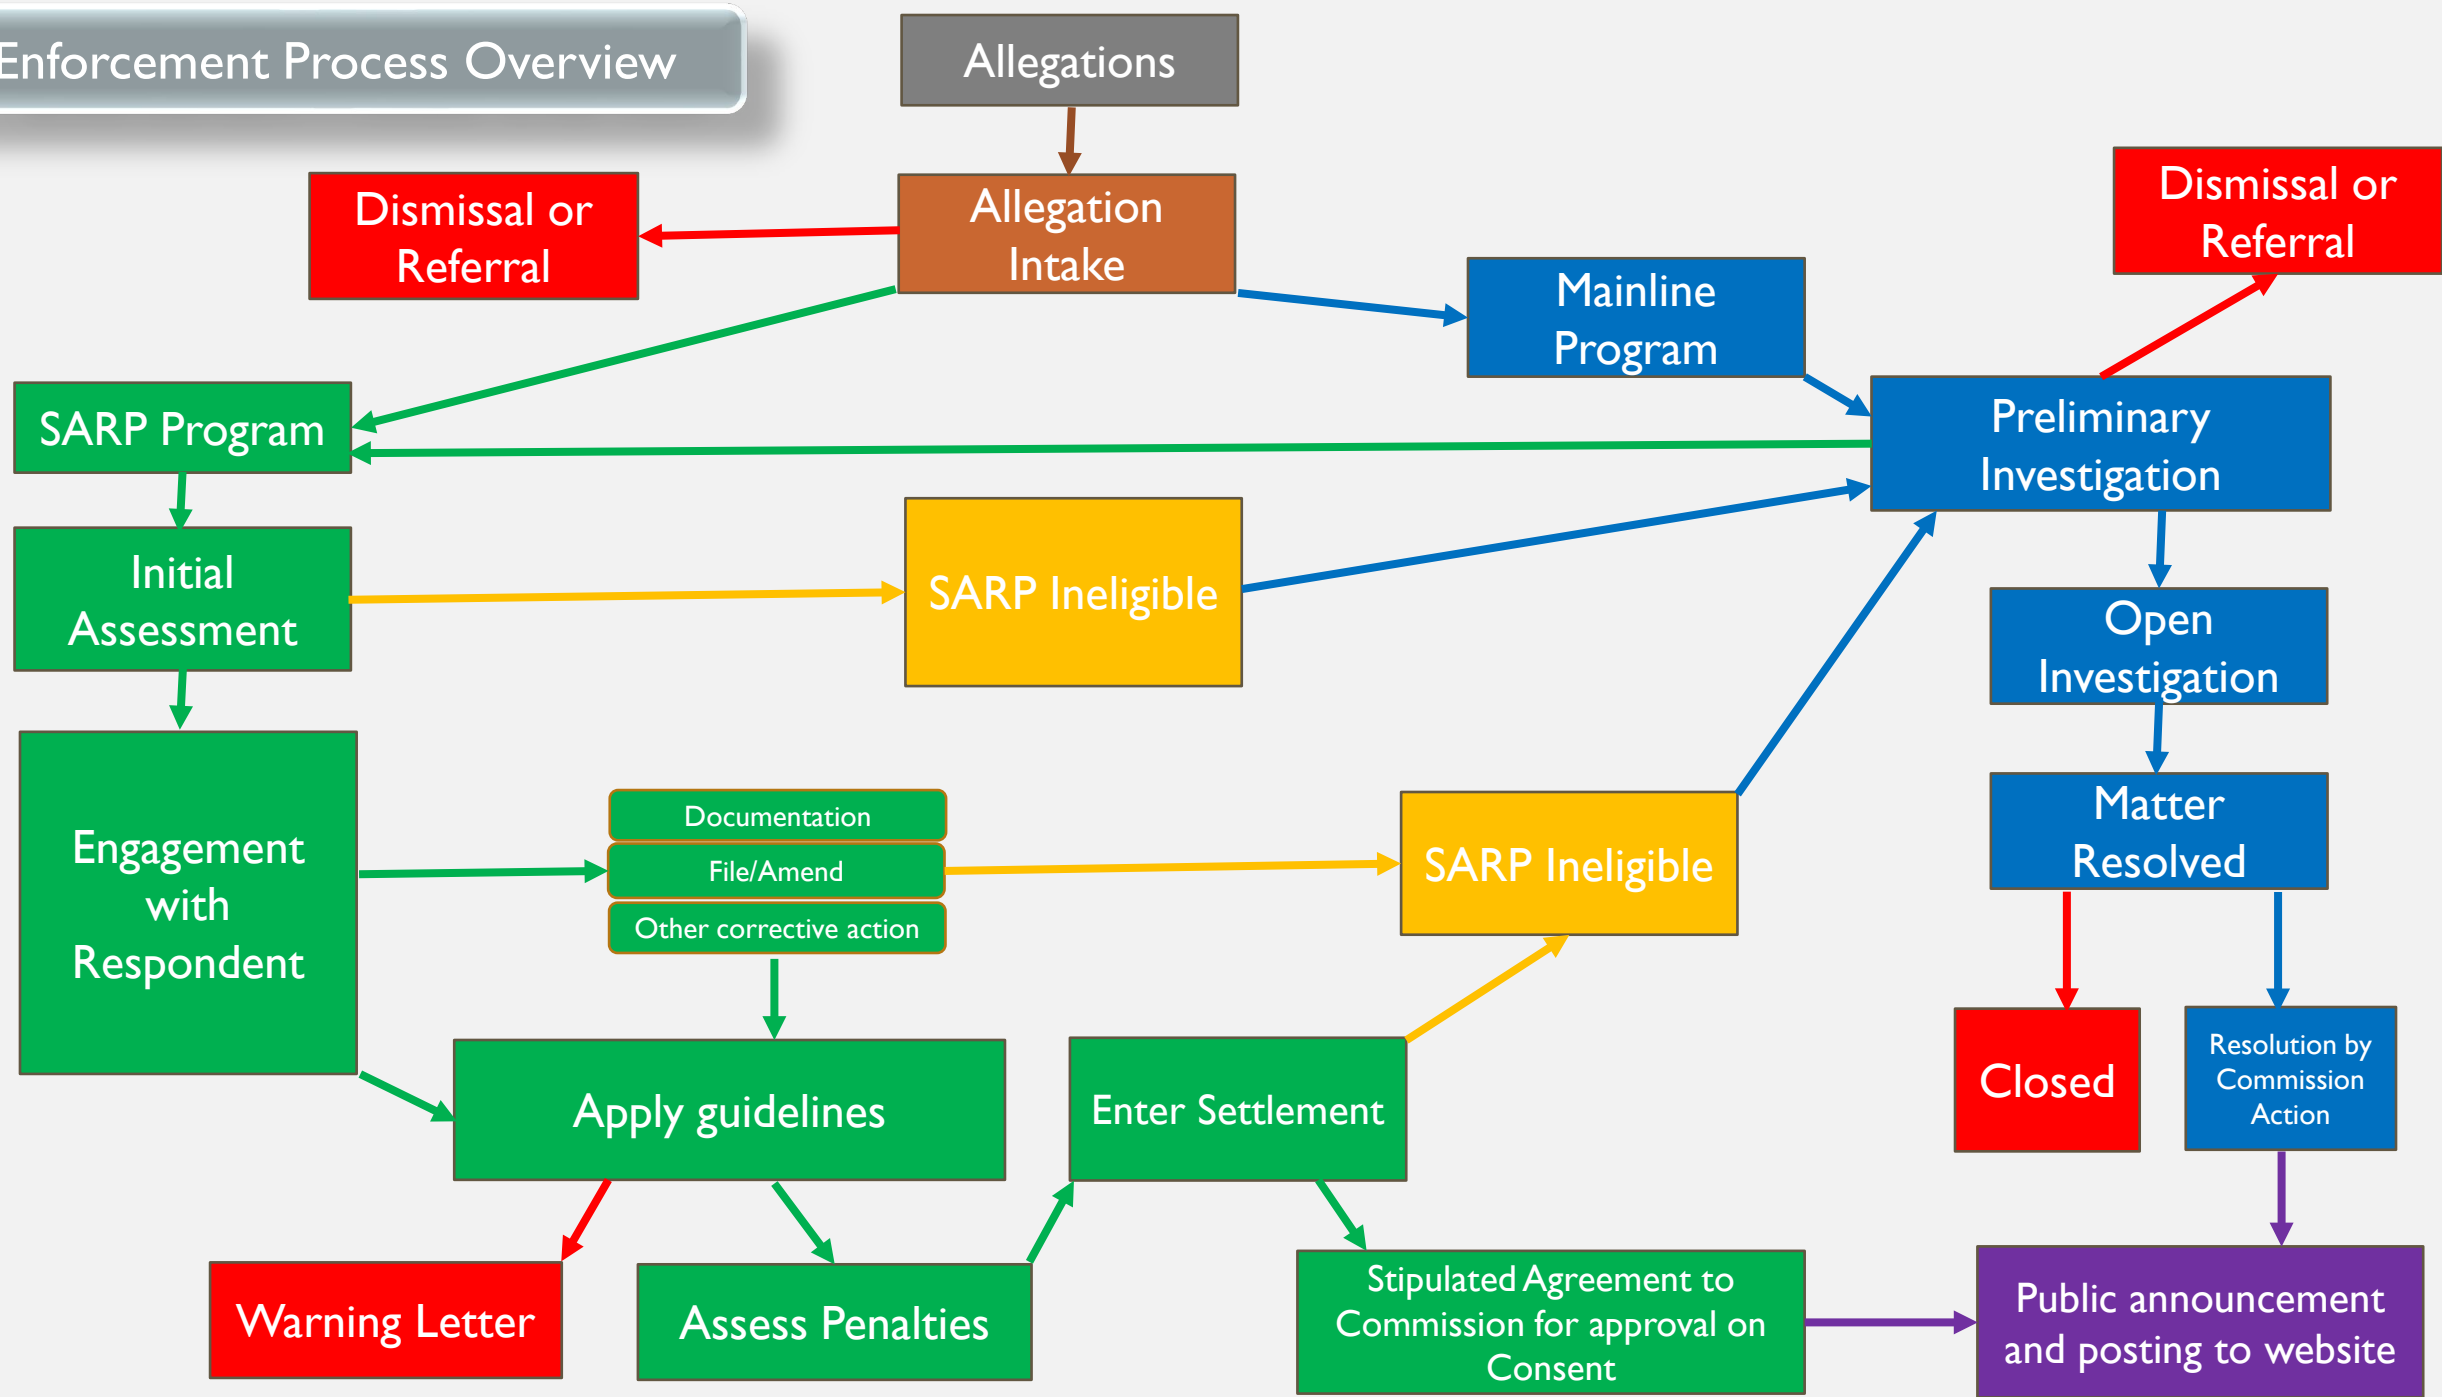 Enforcement Process Overview
Allegations
Dismissal or
Referral
Allegation
Intake
Dismissal or
Referral
Mainline
Program
SARP Program
Preliminary
Investigation
Initial
Assessment
SARP Ineligible
Open
Investigation
Engagement
with
Respondent
Documentation
File/Amend
Other corrective action
SARP Ineligible
Matter
Resolved
Apply guidelines
Enter Settlement
Closed
Resolution by
Commission
Action
Warning Letter
Assess Penalties
Stipulated Agreement to
Commission for approval on
Consent
Public announcement
and posting to website